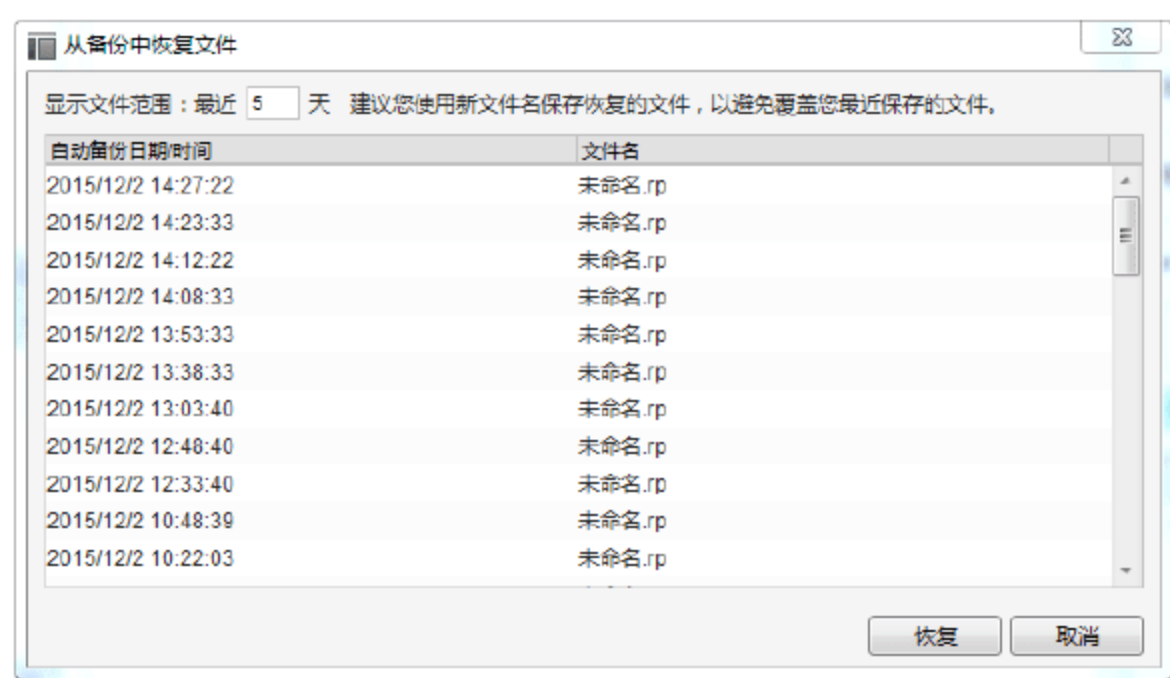 从备份中恢复文件
显示文件范围：最近 5 天 建议您使用新文件名保存恢复的文件，以避免覆盖您最近保存的文件。
自动备份日期/时间 文件名
2015/12/2 14:27:22 未命名.rp
2015/12/2 14:23:33 未命名.rp
2015/12/2 14:12:22 未命名.rp
2015/12/2 14:08:33 未命名.rp
2015/12/2 13:53:33 未命名.rp
2015/12/2 13:38:33 未命名.rp
2015/12/2 13:03:40 未命名.rp
2015/12/2 12:48:40 未命名.rp
2015/12/2 12:33:40 未命名.rp
2015/12/2 10:48:39 未命名.rp
2015/12/2 10:22:03 未命名.rp
恢复 取消